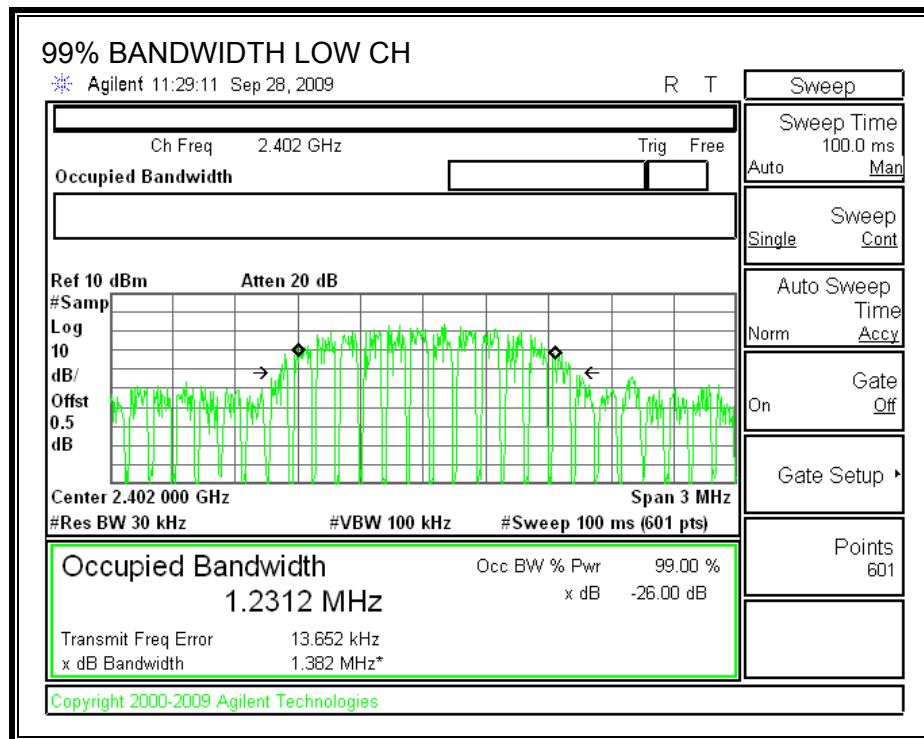 99% BANDWIDTH LOW CH
Agilent 11:29:11 Sep 28, 2009 R T
Ch Freq 2.402 GHz Trig Free
Occupied Bandwidth
Ref 10 dBm Atten 20 dB
#Samp
Log
10
dB/
Offst
0.5
dB
Center 2.402 000 GHz Span 3 MHz
#Res BW 30 kHz #VBW 100 kHz #Sweep 100 ms (601 pts)
Occupied Bandwidth Occ BW % Pwr 99.00 %
1.2312 MHz x dB -26.00 dB
Transmit Freq Error 13.652 kHz
x dB Bandwidth 1.382 MHz*
Copyright 2000-2009 Agilent Technologies
Sweep
Sweep Time
100.0 ms
Auto Man
Sweep
Single Cont
Auto Sweep
Time
Norm Accy
Gate
On Off
Gate Setup
Points
601